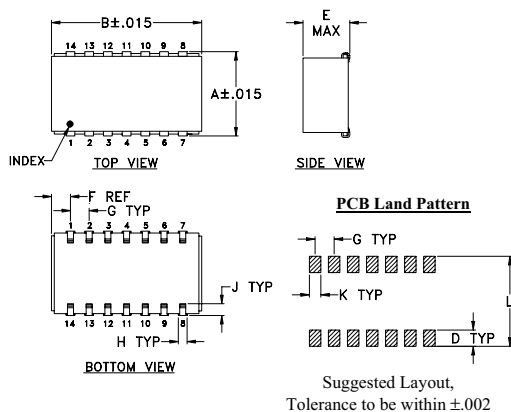 B±.015
E
MAX
14 13 12 11 10 9 8
A±.015
INDEX
1 2 3 4 5 6 7
TOP VIEW
SIDE VIEW
F REF
G TYP
1 2 3 4 5 6 7
J TYP
14 13 12 11 10 9 8
H TYP
BOTTOM VIEW
PCB Land Pattern
G TYP
K TYP
L
D TYP
Suggested Layout,
Tolerance to be within ±.002